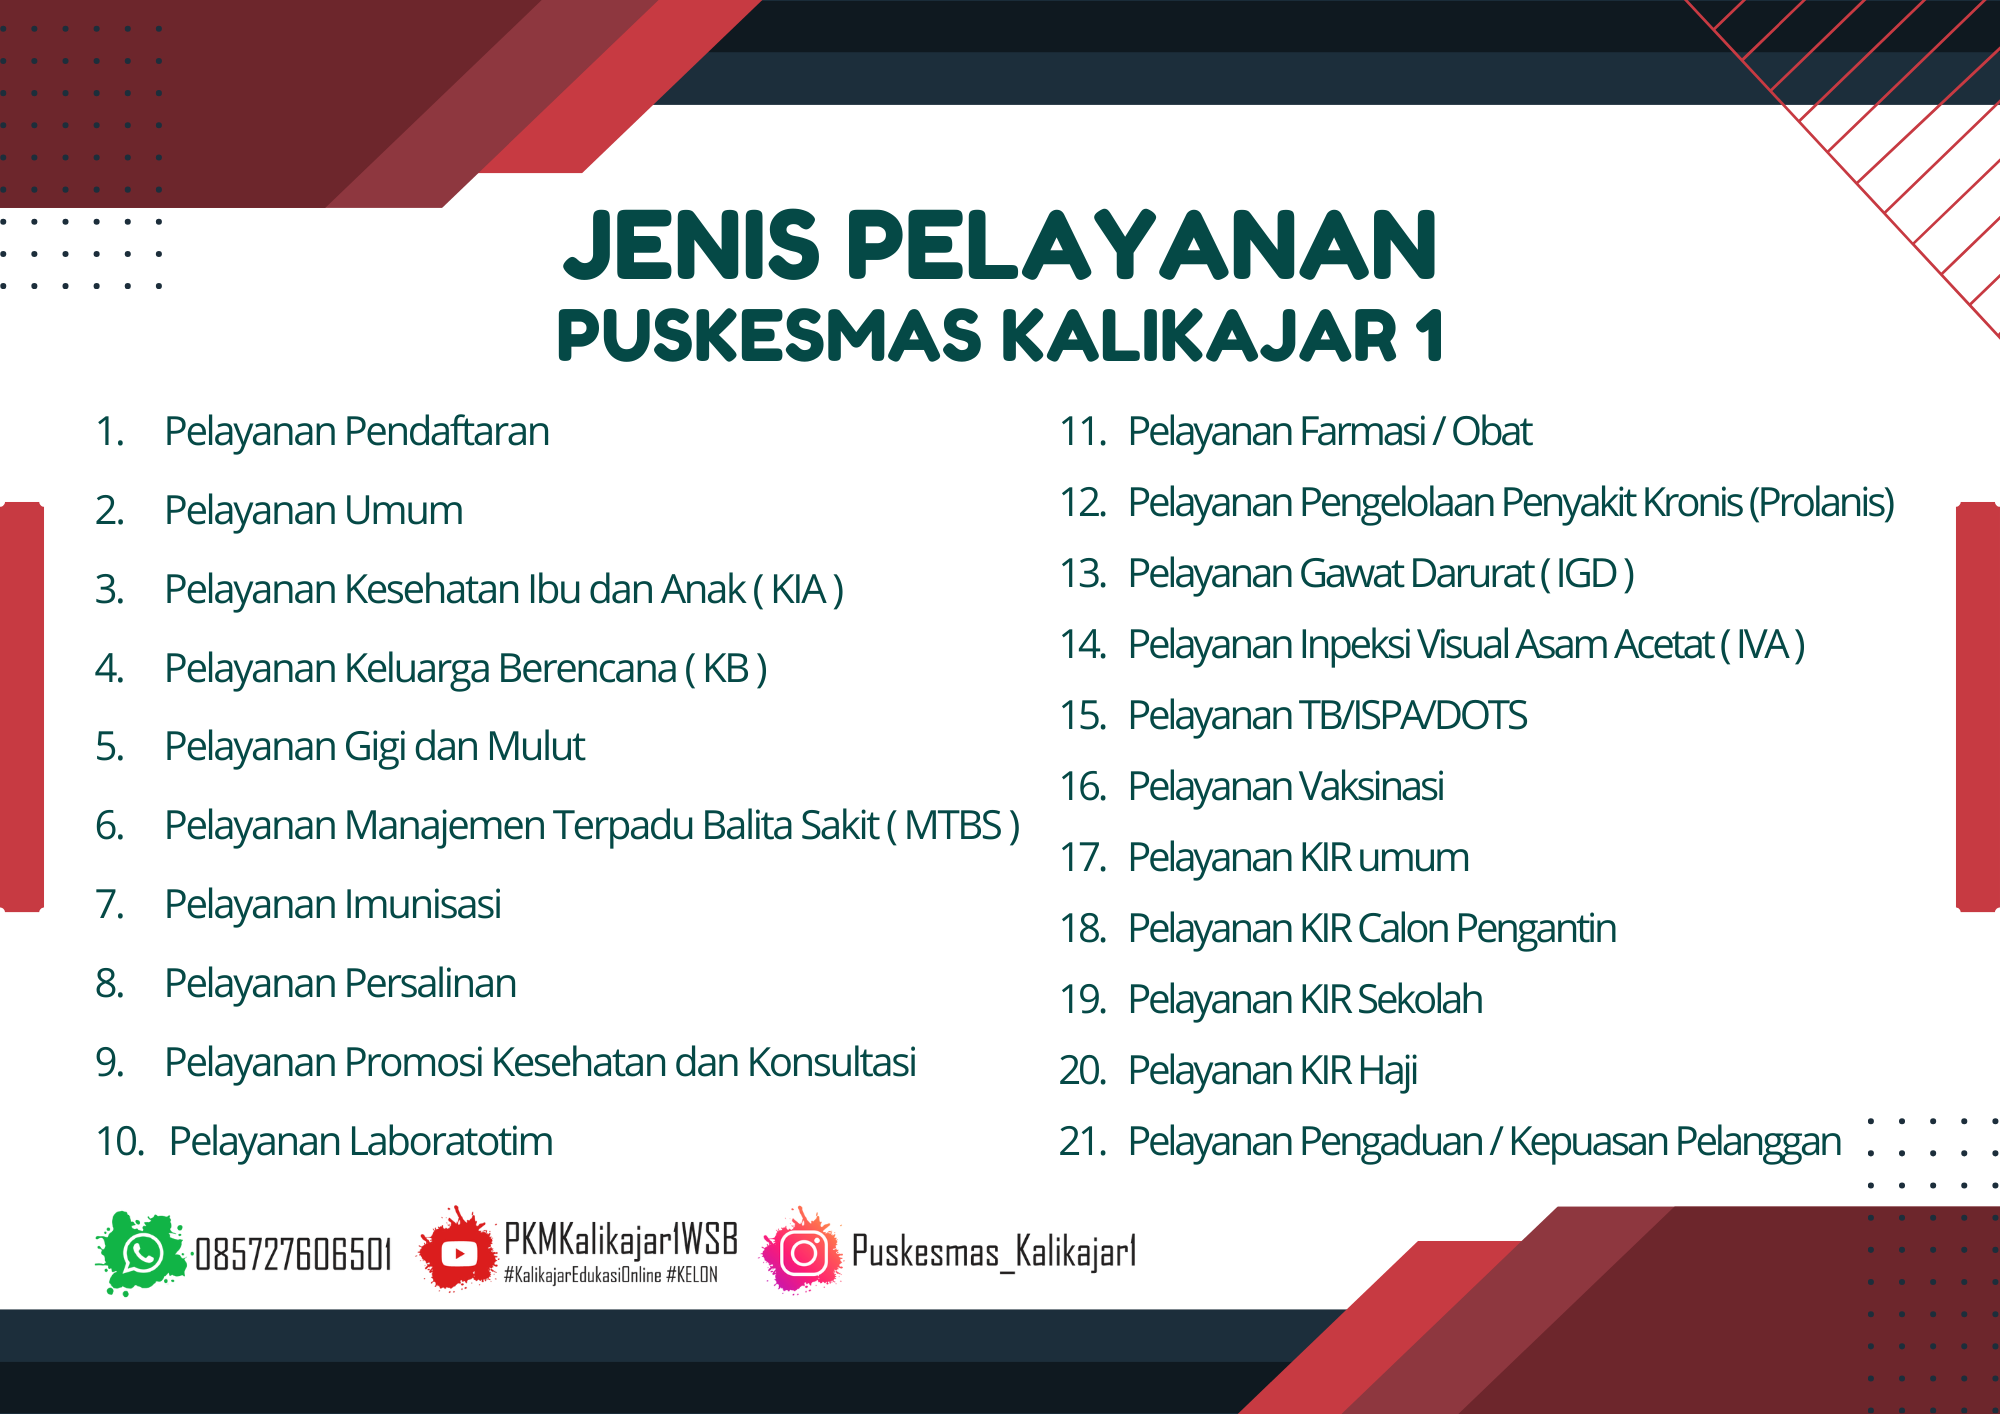 JENIS PELAYANAN
PUSKESMAS KALIKAJAR 1
1. Pelayanan Pendaftaran
2. Pelayanan Umum
3. Pelayanan Kesehatan Ibu dan Anak ( KIA )
4. Pelayanan Keluarga Berencana ( KB )
5. Pelayanan Gigi dan Mulut
6. Pelayanan Manajemen Terpadu Balita Sakit ( MTBS )
7. Pelayanan Imunisasi
8. Pelayanan Persalinan
9. Pelayanan Promosi Kesehatan dan Konsultasi
10. Pelayanan Laboratotim
11. Pelayanan Farmasi / Obat
12. Pelayanan Pengelolaan Penyakit Kronis (Prolanis)
13. Pelayanan Gawat Darurat ( IGD )
14. Pelayanan Inpeksi Visual Asam Acetat ( IVA )
15. Pelayanan TB/ISPA/DOTS
16. Pelayanan Vaksinasi
17. Pelayanan KIR umum
18. Pelayanan KIR Calon Pengantin
19. Pelayanan KIR Sekolah
20. Pelayanan KIR Haji
21. Pelayanan Pengaduan / Kepuasan Pelanggan
085727606501
PKMKalikajar1WSB
#KalikajarEdukasiOnline #KELON
Puskesmas_Kalikajar1